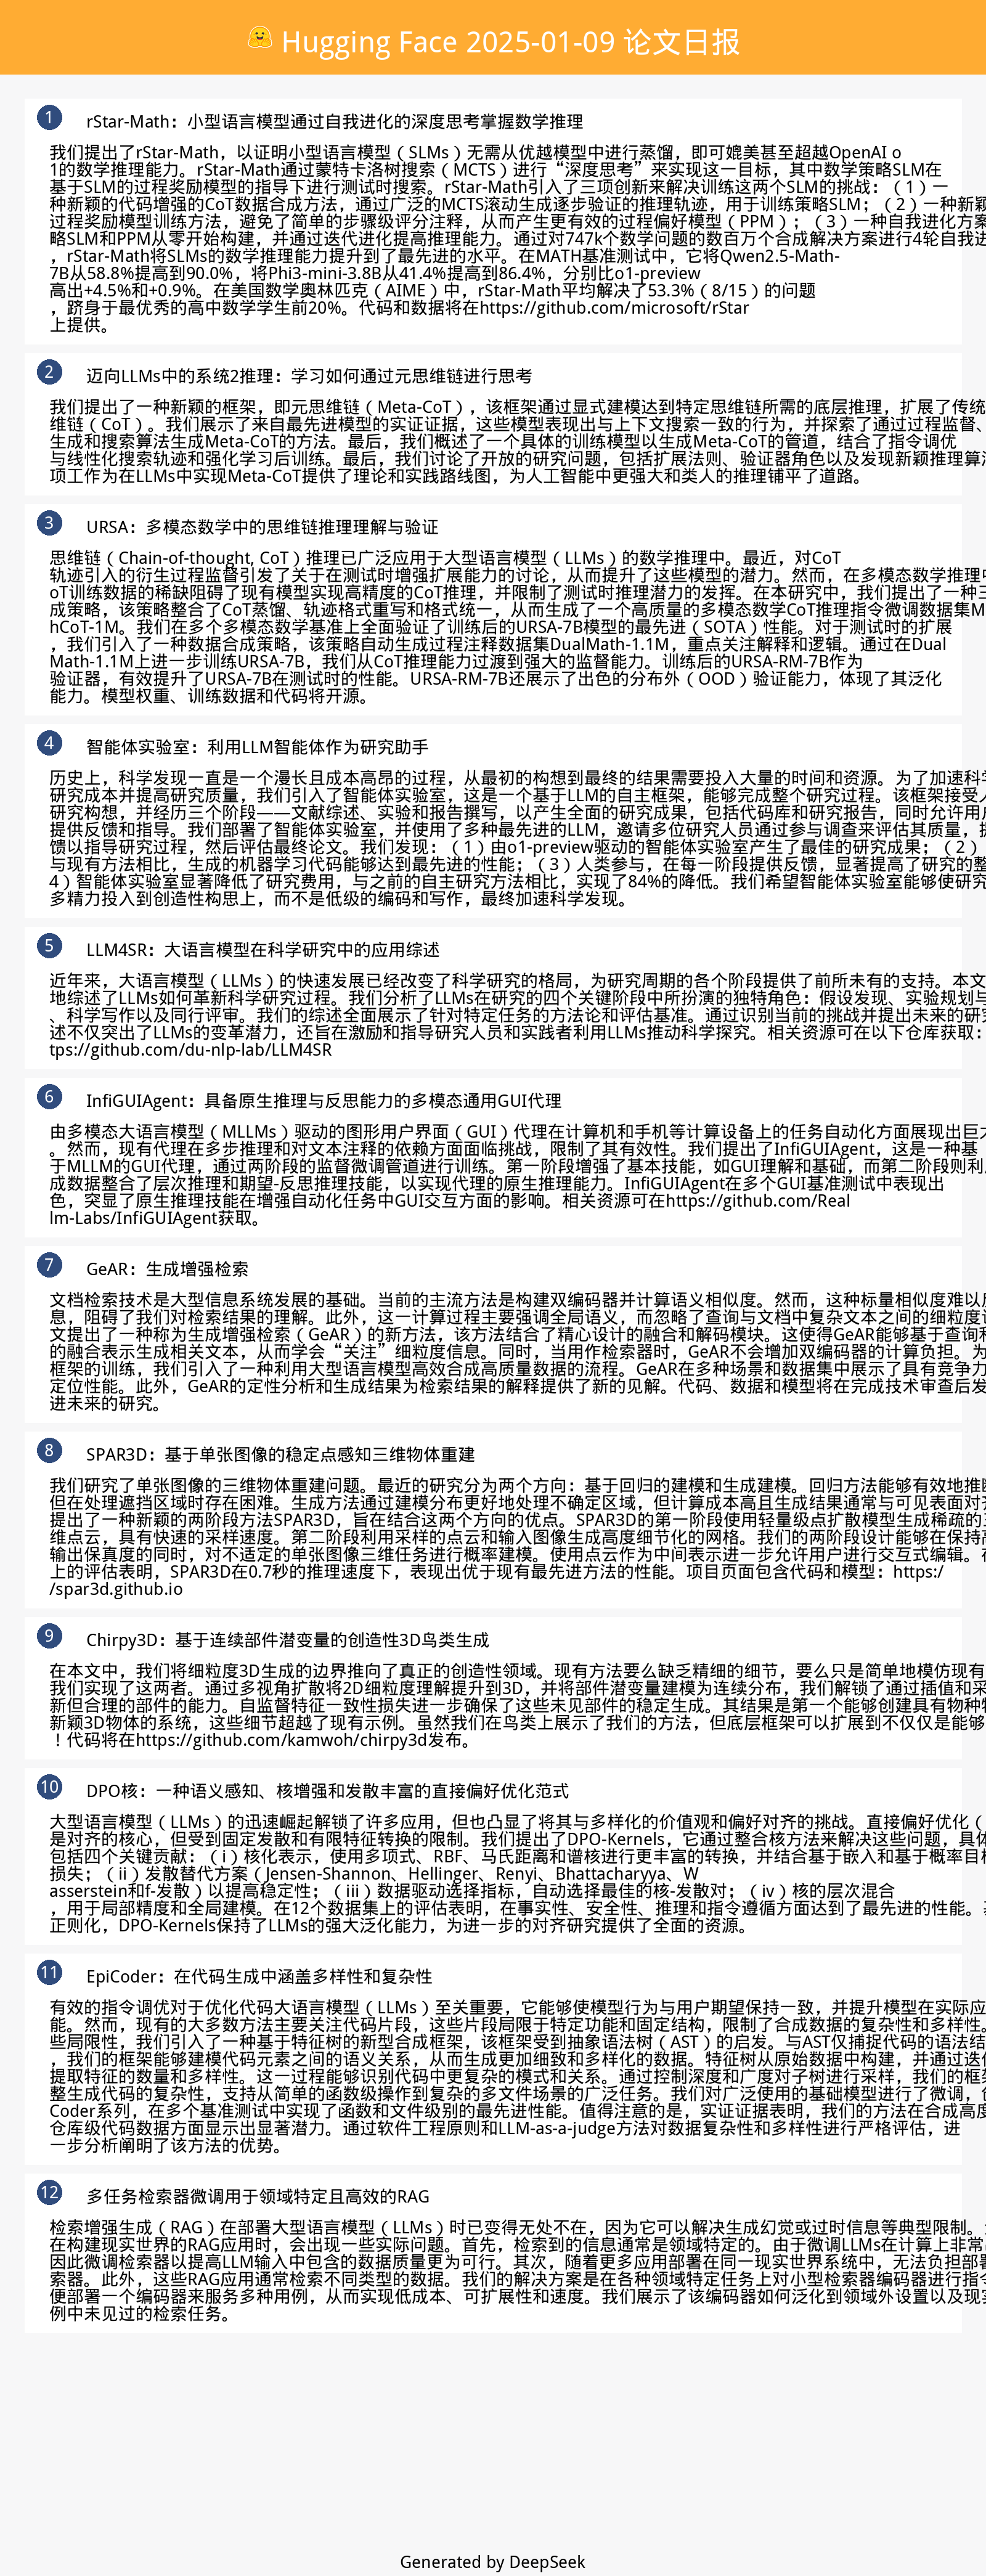 Hugging Face 2025-01-09 论文日报
1
rStar-Math：小型语言模型通过自我进化的深度思考掌握数学推理
我们提出了rStar-Math，以证明小型语言模型（SLMs）无需从优越模型中进行蒸馏，即可媲美甚至超越OpenAI o
1的数学推理能力。rStar-Math通过蒙特卡洛树搜索（MCTS）进行“深度思考”来实现这一目标，其中数学策略SLM在
基于SLM的过程奖励模型的指导下进行测试时搜索。rStar-Math引入了三项创新来解决训练这两个SLM的挑战：（1）一
种新颖的代码增强的CoT数据合成方法，通过广泛的MCTS滚动生成逐步验证的推理轨迹，用于训练策略SLM；（2）一种新颖
过程奖励模型训练方法，避免了简单的步骤级评分注释，从而产生更有效的过程偏好模型（PPM）；（3）一种自我进化方案
略SLM和PPM从零开始构建，并通过迭代进化提高推理能力。通过对747k个数学问题的数百万个合成解决方案进行4轮自我进
，rStar-Math将SLMs的数学推理能力提升到了最先进的水平。在MATH基准测试中，它将Qwen2.5-Math-
7B从58.8%提高到90.0%，将Phi3-mini-3.8B从41.4%提高到86.4%，分别比o1-preview
高出+4.5%和+0.9%。在美国数学奥林匹克（AIME）中，rStar-Math平均解决了53.3%（8/15）的问题
，跻身于最优秀的高中数学学生前20%。代码和数据将在https://github.com/microsoft/rStar
上提供。
2
迈向LLMs中的系统2推理：学习如何通过元思维链进行思考
我们提出了一种新颖的框架，即元思维链（Meta-CoT），该框架通过显式建模达到特定思维链所需的底层推理，扩展了传统
维链（CoT）。我们展示了来自最先进模型的实证证据，这些模型表现出与上下文搜索一致的行为，并探索了通过过程监督、
生成和搜索算法生成Meta-CoT的方法。最后，我们概述了一个具体的训练模型以生成Meta-CoT的管道，结合了指令调优
与线性化搜索轨迹和强化学习后训练。最后，我们讨论了开放的研究问题，包括扩展法则、验证器角色以及发现新颖推理算法
项工作为在LLMs中实现Meta-CoT提供了理论和实践路线图，为人工智能中更强大和类人的推理铺平了道路。
3
URSA：多模态数学中的思维链推理理解与验证
思维链（Chain-of-thought, CoT）推理已广泛应用于大型语言模型（LLMs）的数学推理中。最近，对CoT
轨迹引入的衍生过程监督引发了关于在测试时增强扩展能力的讨论，从而提升了这些模型的潜力。然而，在多模态数学推理中
oT训练数据的稀缺阻碍了现有模型实现高精度的CoT推理，并限制了测试时推理潜力的发挥。在本研究中，我们提出了一种三
成策略，该策略整合了CoT蒸馏、轨迹格式重写和格式统一，从而生成了一个高质量的多模态数学CoT推理指令微调数据集M
hCoT-1M。我们在多个多模态数学基准上全面验证了训练后的URSA-7B模型的最先进（SOTA）性能。对于测试时的扩展
，我们引入了一种数据合成策略，该策略自动生成过程注释数据集DualMath-1.1M，重点关注解释和逻辑。通过在Dual
Math-1.1M上进一步训练URSA-7B，我们从CoT推理能力过渡到强大的监督能力。训练后的URSA-RM-7B作为
验证器，有效提升了URSA-7B在测试时的性能。URSA-RM-7B还展示了出色的分布外（OOD）验证能力，体现了其泛化
能力。模型权重、训练数据和代码将开源。
4
智能体实验室：利用LLM智能体作为研究助手
历史上，科学发现一直是一个漫长且成本高昂的过程，从最初的构想到最终的结果需要投入大量的时间和资源。为了加速科学
研究成本并提高研究质量，我们引入了智能体实验室，这是一个基于LLM的自主框架，能够完成整个研究过程。该框架接受人
研究构想，并经历三个阶段——文献综述、实验和报告撰写，以产生全面的研究成果，包括代码库和研究报告，同时允许用户
提供反馈和指导。我们部署了智能体实验室，并使用了多种最先进的LLM，邀请多位研究人员通过参与调查来评估其质量，提
馈以指导研究过程，然后评估最终论文。我们发现：（1）由o1-preview驱动的智能体实验室产生了最佳的研究成果；（2）
与现有方法相比，生成的机器学习代码能够达到最先进的性能；（3）人类参与，在每一阶段提供反馈，显著提高了研究的整
4）智能体实验室显著降低了研究费用，与之前的自主研究方法相比，实现了84%的降低。我们希望智能体实验室能够使研究
多精力投入到创造性构思上，而不是低级的编码和写作，最终加速科学发现。
5
LLM4SR：大语言模型在科学研究中的应用综述
近年来，大语言模型（LLMs）的快速发展已经改变了科学研究的格局，为研究周期的各个阶段提供了前所未有的支持。本文
地综述了LLMs如何革新科学研究过程。我们分析了LLMs在研究的四个关键阶段中所扮演的独特角色：假设发现、实验规划与
、科学写作以及同行评审。我们的综述全面展示了针对特定任务的方法论和评估基准。通过识别当前的挑战并提出未来的研究
述不仅突出了LLMs的变革潜力，还旨在激励和指导研究人员和实践者利用LLMs推动科学探究。相关资源可在以下仓库获取：
tps://github.com/du-nlp-lab/LLM4SR
6
InfiGUIAgent：具备原生推理与反思能力的多模态通用GUI代理
由多模态大语言模型（MLLMs）驱动的图形用户界面（GUI）代理在计算机和手机等计算设备上的任务自动化方面展现出巨大
。然而，现有代理在多步推理和对文本注释的依赖方面面临挑战，限制了其有效性。我们提出了InfiGUIAgent，这是一种基
于MLLM的GUI代理，通过两阶段的监督微调管道进行训练。第一阶段增强了基本技能，如GUI理解和基础，而第二阶段则利用
成数据整合了层次推理和期望-反思推理技能，以实现代理的原生推理能力。InfiGUIAgent在多个GUI基准测试中表现出
色，突显了原生推理技能在增强自动化任务中GUI交互方面的影响。相关资源可在https://github.com/Real
lm-Labs/InfiGUIAgent获取。
7
GeAR：生成增强检索
文档检索技术是大型信息系统发展的基础。当前的主流方法是构建双编码器并计算语义相似度。然而，这种标量相似度难以反
息，阻碍了我们对检索结果的理解。此外，这一计算过程主要强调全局语义，而忽略了查询与文档中复杂文本之间的细粒度语
文提出了一种称为生成增强检索（GeAR）的新方法，该方法结合了精心设计的融合和解码模块。这使得GeAR能够基于查询和
的融合表示生成相关文本，从而学会“关注”细粒度信息。同时，当用作检索器时，GeAR不会增加双编码器的计算负担。为
框架的训练，我们引入了一种利用大型语言模型高效合成高质量数据的流程。GeAR在多种场景和数据集中展示了具有竞争力
定位性能。此外，GeAR的定性分析和生成结果为检索结果的解释提供了新的见解。代码、数据和模型将在完成技术审查后发
进未来的研究。
8
SPAR3D：基于单张图像的稳定点感知三维物体重建
我们研究了单张图像的三维物体重建问题。最近的研究分为两个方向：基于回归的建模和生成建模。回归方法能够有效地推断
但在处理遮挡区域时存在困难。生成方法通过建模分布更好地处理不确定区域，但计算成本高且生成结果通常与可见表面对齐
提出了一种新颖的两阶段方法SPAR3D，旨在结合这两个方向的优点。SPAR3D的第一阶段使用轻量级点扩散模型生成稀疏的三
维点云，具有快速的采样速度。第二阶段利用采样的点云和输入图像生成高度细节化的网格。我们的两阶段设计能够在保持高
输出保真度的同时，对不适定的单张图像三维任务进行概率建模。使用点云作为中间表示进一步允许用户进行交互式编辑。在
上的评估表明，SPAR3D在0.7秒的推理速度下，表现出优于现有最先进方法的性能。项目页面包含代码和模型：https:/
/spar3d.github.io
9
Chirpy3D：基于连续部件潜变量的创造性3D鸟类生成
在本文中，我们将细粒度3D生成的边界推向了真正的创造性领域。现有方法要么缺乏精细的细节，要么只是简单地模仿现有
我们实现了这两者。通过多视角扩散将2D细粒度理解提升到3D，并将部件潜变量建模为连续分布，我们解锁了通过插值和采
新但合理的部件的能力。自监督特征一致性损失进一步确保了这些未见部件的稳定生成。其结果是第一个能够创建具有物种特
新颖3D物体的系统，这些细节超越了现有示例。虽然我们在鸟类上展示了我们的方法，但底层框架可以扩展到不仅仅是能够
！代码将在https://github.com/kamwoh/chirpy3d发布。
10
DPO核：一种语义感知、核增强和发散丰富的直接偏好优化范式
大型语言模型（LLMs）的迅速崛起解锁了许多应用，但也凸显了将其与多样化的价值观和偏好对齐的挑战。直接偏好优化（
是对齐的核心，但受到固定发散和有限特征转换的限制。我们提出了DPO-Kernels，它通过整合核方法来解决这些问题，具体
包括四个关键贡献：（i）核化表示，使用多项式、RBF、马氏距离和谱核进行更丰富的转换，并结合基于嵌入和基于概率目标
损失；（ii）发散替代方案（Jensen-Shannon、Hellinger、Renyi、Bhattacharyya、W
asserstein和f-发散）以提高稳定性；（iii）数据驱动选择指标，自动选择最佳的核-发散对；（iv）核的层次混合
，用于局部精度和全局建模。在12个数据集上的评估表明，在事实性、安全性、推理和指令遵循方面达到了最先进的性能。基
正则化，DPO-Kernels保持了LLMs的强大泛化能力，为进一步的对齐研究提供了全面的资源。
11
EpiCoder：在代码生成中涵盖多样性和复杂性
有效的指令调优对于优化代码大语言模型（LLMs）至关重要，它能够使模型行为与用户期望保持一致，并提升模型在实际应
能。然而，现有的大多数方法主要关注代码片段，这些片段局限于特定功能和固定结构，限制了合成数据的复杂性和多样性。
些局限性，我们引入了一种基于特征树的新型合成框架，该框架受到抽象语法树（AST）的启发。与AST仅捕捉代码的语法结
，我们的框架能够建模代码元素之间的语义关系，从而生成更加细致和多样化的数据。特征树从原始数据中构建，并通过迭代
提取特征的数量和多样性。这一过程能够识别代码中更复杂的模式和关系。通过控制深度和广度对子树进行采样，我们的框架
整生成代码的复杂性，支持从简单的函数级操作到复杂的多文件场景的广泛任务。我们对广泛使用的基础模型进行了微调，创
Coder系列，在多个基准测试中实现了函数和文件级别的最先进性能。值得注意的是，实证证据表明，我们的方法在合成高度
仓库级代码数据方面显示出显著潜力。通过软件工程原则和LLM-as-a-judge方法对数据复杂性和多样性进行严格评估，进
一步分析阐明了该方法的优势。
12
多任务检索器微调用于领域特定且高效的RAG
检索增强生成（RAG）在部署大型语言模型（LLMs）时已变得无处不在，因为它可以解决生成幻觉或过时信息等典型限制。
在构建现实世界的RAG应用时，会出现一些实际问题。首先，检索到的信息通常是领域特定的。由于微调LLMs在计算上非常
因此微调检索器以提高LLM输入中包含的数据质量更为可行。其次，随着更多应用部署在同一现实世界系统中，无法负担部署
索器。此外，这些RAG应用通常检索不同类型的数据。我们的解决方案是在各种领域特定任务上对小型检索器编码器进行指令
便部署一个编码器来服务多种用例，从而实现低成本、可扩展性和速度。我们展示了该编码器如何泛化到领域外设置以及现实
例中未见过的检索任务。
Generated by DeepSeek